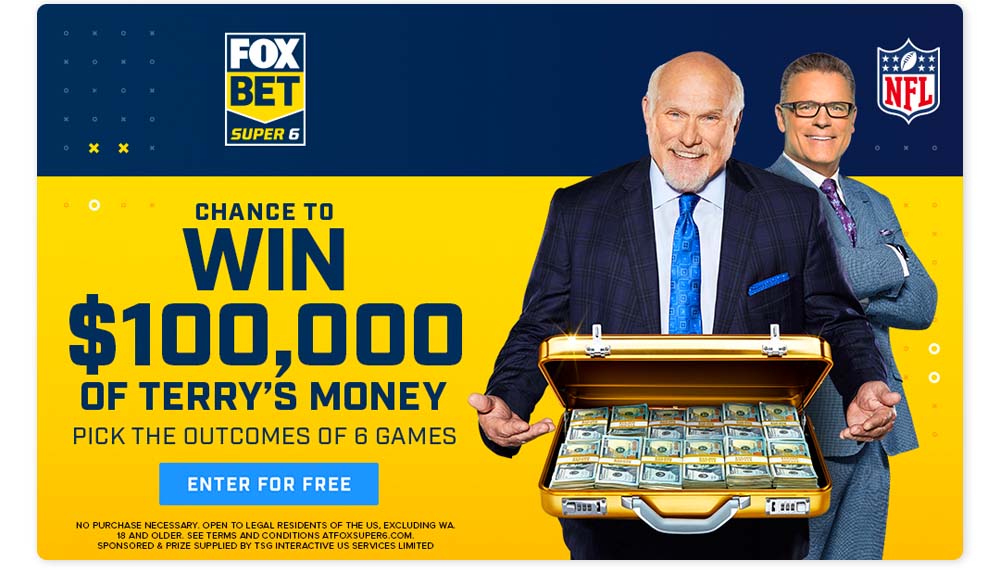 FOX
BET
SUPER 6
NFL
CHANCE TO
WIN
$100,000
OF TERRY'S MONEY
PICK THE OUTCOMES OF 6 GAMES
ENTER FOR FREE
NO PURCHASE NECESSARY. OPEN TO LEGAL RESIDENTS OF THE US, EXCLUDING WA.
18 AND OLDER. SEE TERMS AND CONDITIONS ATFOXSUPER6.COM.
SPONSORED & PRIZE SUPPLIED BY TSG INTERACTIVE US SERVICES LIMITED